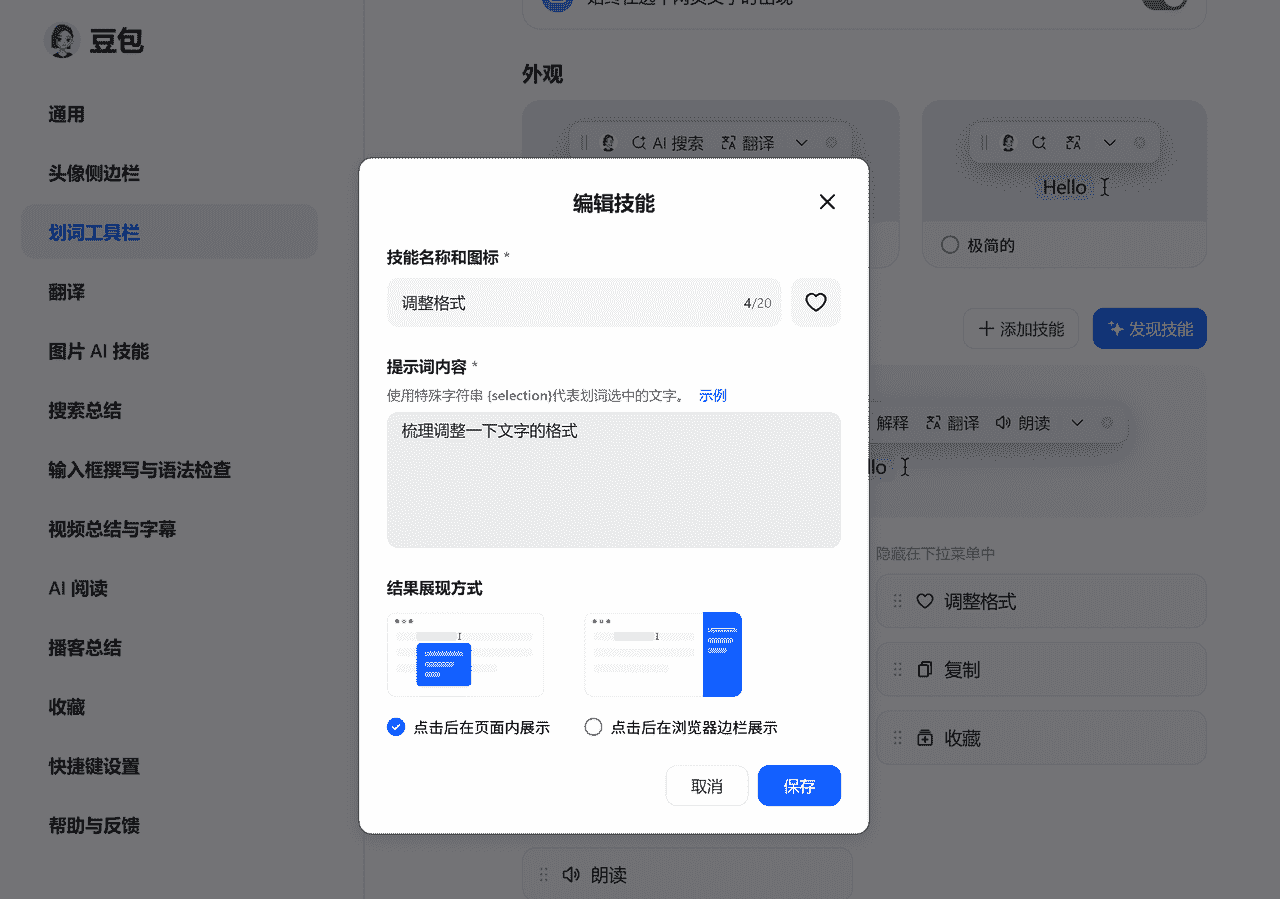 豆包
通用
头像侧边栏
划词工具栏
翻译
图片 AI 技能
搜索总结
输入框撰写与语法检查
视频总结与字幕
AI 阅读
播客总结
收藏
快捷键设置
帮助与反馈
外观
AI 搜索 翻译
Hello
极简的
添加技能
发现技能
解释 翻译 朗读
llo
隐藏在下拉菜单中
调整格式
复制
收藏
朗读
编辑技能
技能名称和图标 *
调整格式 4/20
提示词内容 *
使用特殊字符串 {selection}代表划词选中的文字。 示例
梳理调整一下文字的格式
结果展现方式
点击后在页面内展示
点击后在浏览器边栏展示
取消
保存